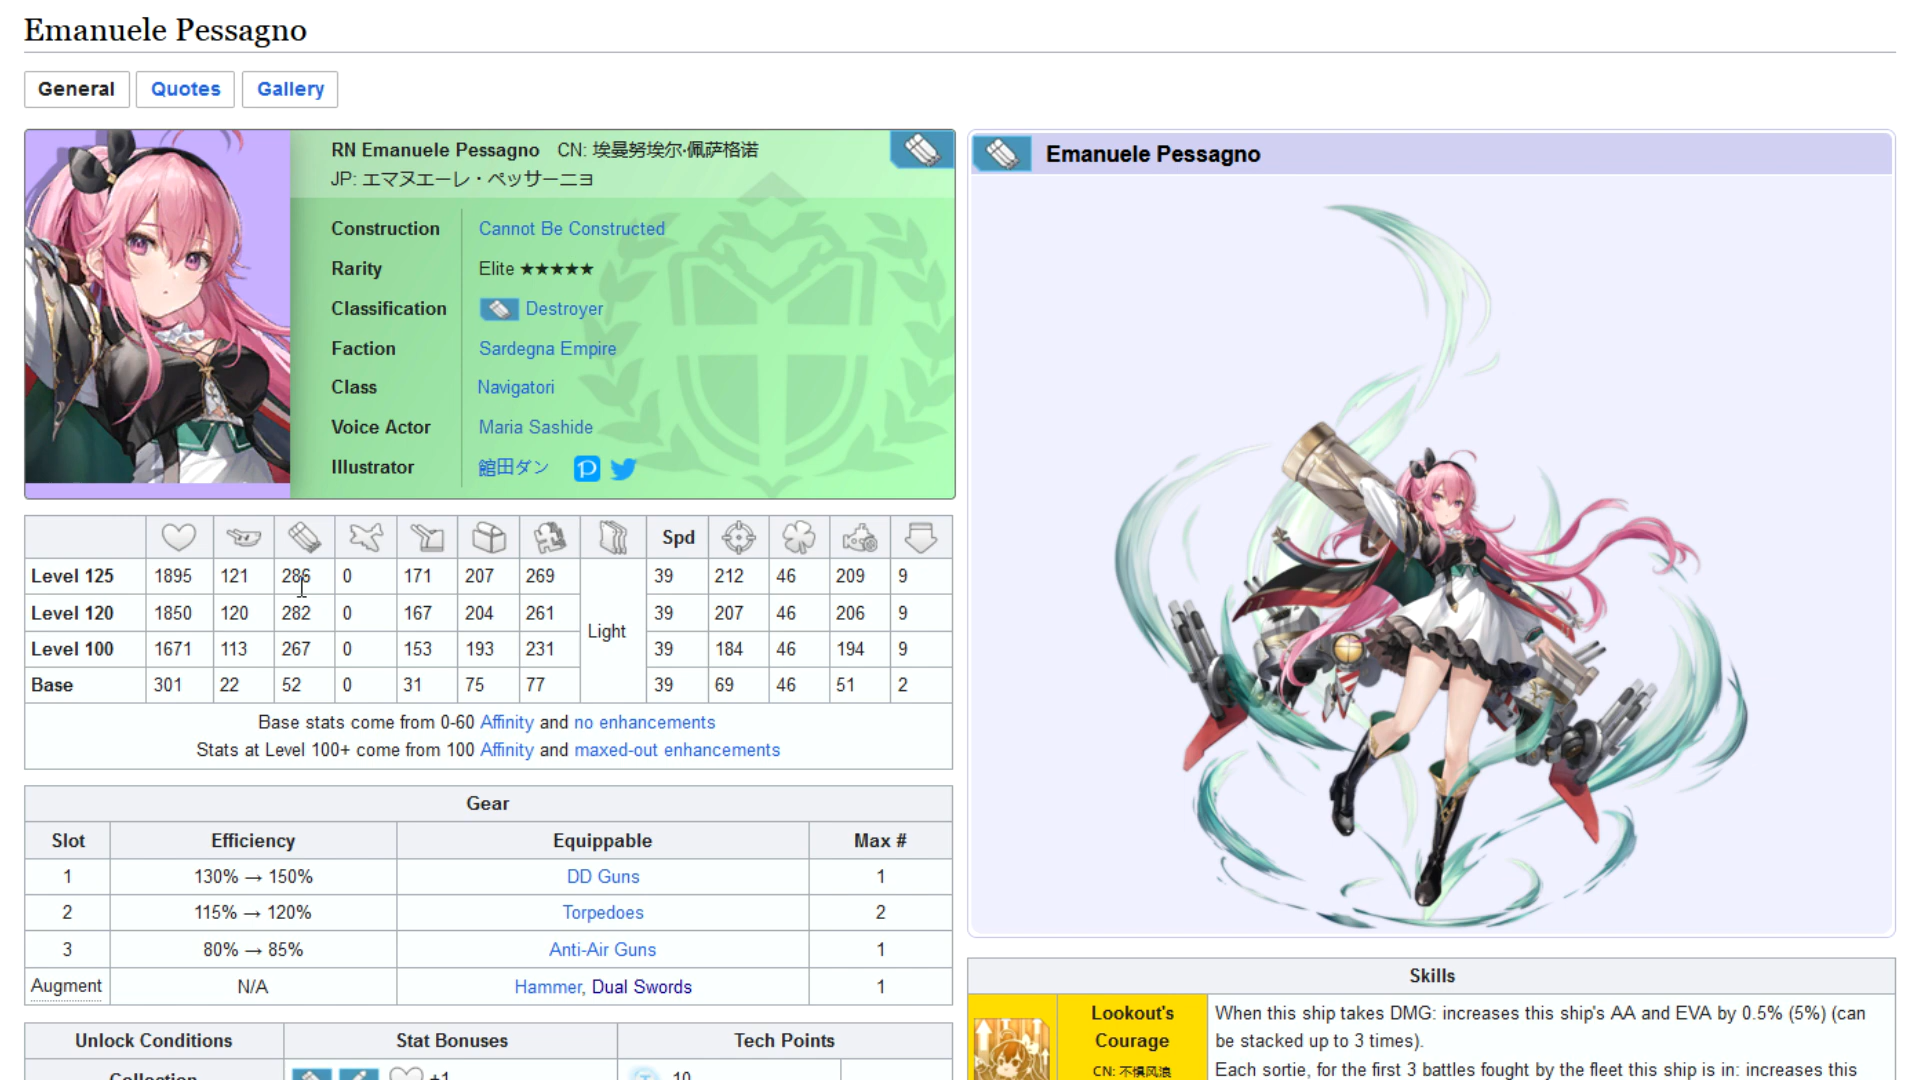 Emanuele Pessagno
General Quotes Gallery
RN Emanuele Pessagno CN: 埃曼努埃尔·佩萨格诺
JP: エマヌエーレ・ペッサーニョ
Construction Cannot Be Constructed
Rarity Elite ★★★★★
Classification Destroyer
Faction Sardegna Empire
Class Navigatori
Voice Actor Maria Sashide
Illustrator 館田ダン
Spd
Level 125 1895 121 286 0 171 207 269 39 212 46 209 9
Level 120 1850 120 282 0 167 204 261 39 207 46 206 9
Light
Level 100 1671 113 267 0 153 193 231 39 184 46 194 9
Base 301 22 52 0 31 75 77 39 69 46 51 2
Base stats come from 0-60 Affinity and no enhancements
Stats at Level 100+ come from 100 Affinity and maxed-out enhancements
Gear
Slot Efficiency Equippable Max #
1 130% → 150% DD Guns 1
2 115% → 120% Torpedoes 2
3 80% → 85% Anti-Air Guns 1
Augment N/A Hammer, Dual Swords 1
Unlock Conditions Stat Bonuses Tech Points
Collection +1 10
Emanuele Pessagno
Skills
Lookout's
Courage
CN: 不惧风浪
When this ship takes DMG: increases this ship's AA and EVA by 0.5% (5%) (can
be stacked up to 3 times).
Each sortie, for the first 3 battles fought by the fleet this ship is in: increases this